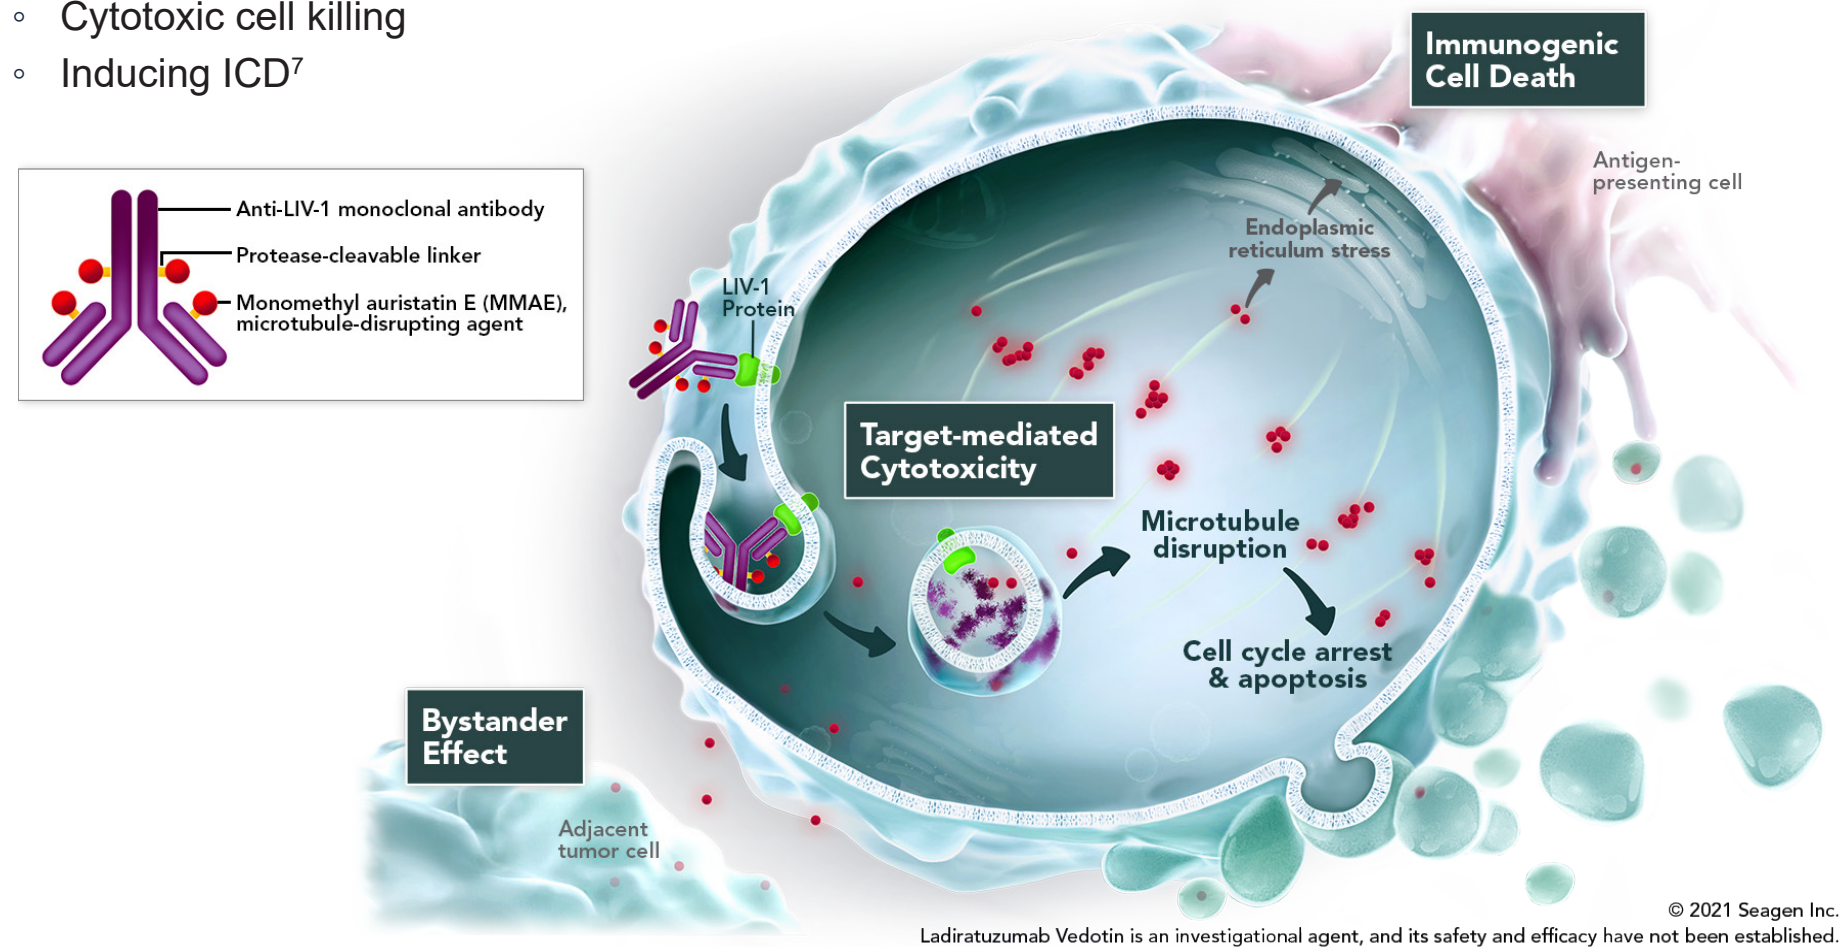 ◦ Cytotoxic cell killing
◦ Inducing ICD⁷
Immunogenic
Cell Death
Antigen-
presenting cell
Anti-LIV-1 monoclonal antibody
Protease-cleavable linker
Monomethyl auristatin E (MMAE),
microtubule-disrupting agent
Endoplasmic
reticulum stress
LIV-1
Protein
Target-mediated
Cytotoxicity
Microtubule
disruption
Cell cycle arrest
& apoptosis
Bystander
Effect
Adjacent
tumor cell
© 2021 Seagen Inc.
Ladiratuzumab Vedotin is an investigational agent, and its safety and efficacy have not been established.